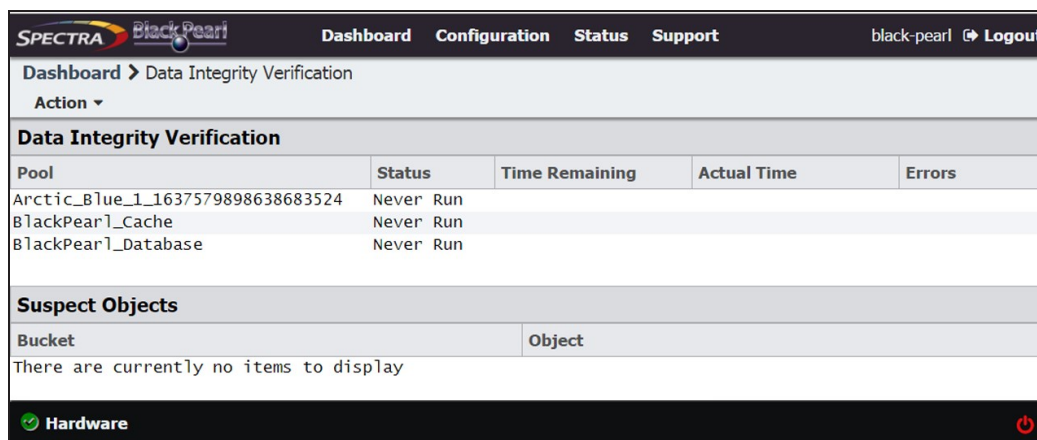 SPECTRA BlackPearl Dashboard Configuration Status Support black-pearl Logout
Dashboard > Data Integrity Verification
Action
Data Integrity Verification
Pool Status Time Remaining Actual Time Errors
Arctic_Blue_1_1637579898638683524 Never Run
BlackPearl_Cache Never Run
BlackPearl_Database Never Run
Suspect Objects
Bucket Object
There are currently no items to display
Hardware